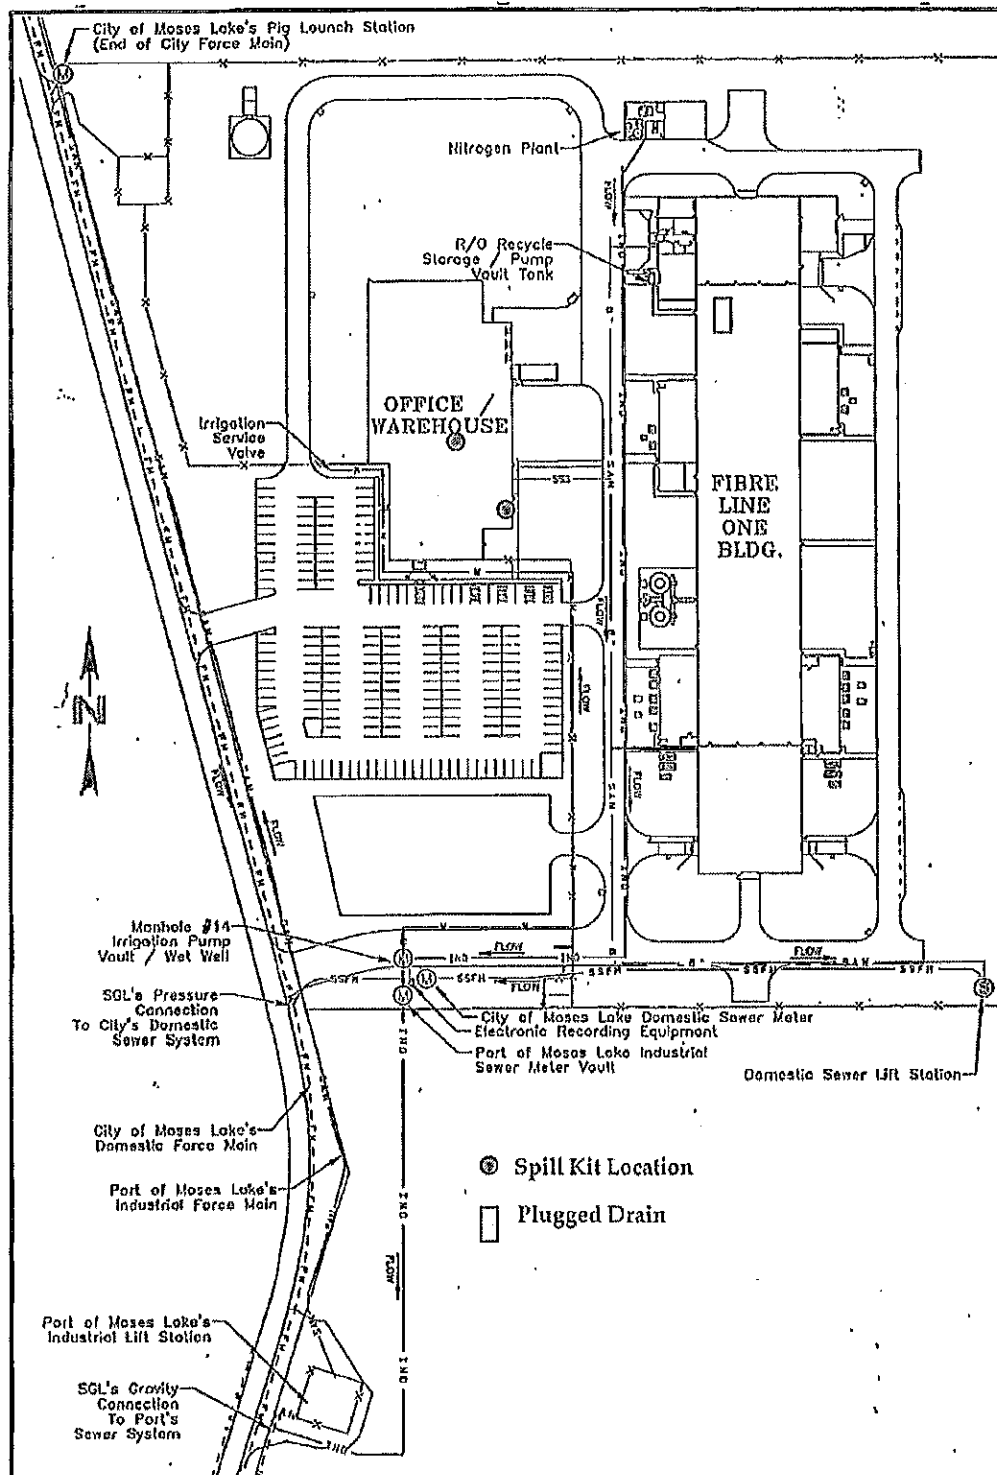 City of Moses Lake's Pig Launch Station
(End of City Force Main)
Nitrogen Plant
FLOW
R/O Recycle
Storage / Pump
Vault Tank
OFFICE
WAREHOUSE
Irrigation
Service
Valve
FIBRE
LINE
ONE
BLDG.
N
FLOW
FLOW
FLOW
FLOW
FLOW
Manhole #14
Irrigation Pump
Vault / Wet Well
FLOW
FLOW
SSFM
SSFM
SSFM
SSFM
SSFM
FLOW
SGL's Pressure
Connection
To City's Domestic
Sewer System
City of Moses Lake Domestic Sewer Meter
Electronic Recording Equipment
Port of Moses Lake Industrial
Sewer Meter Vault
Domestic Sewer Lift Station
City of Moses Lake's
Domestic Force Main
Port of Moses Lake's
Industrial Force Main
Spill Kit Location
Plugged Drain
FLOW
Port of Moses Lake's
Industrial Lift Station
SGL's Gravity
Connection
To Port's
Sewer System